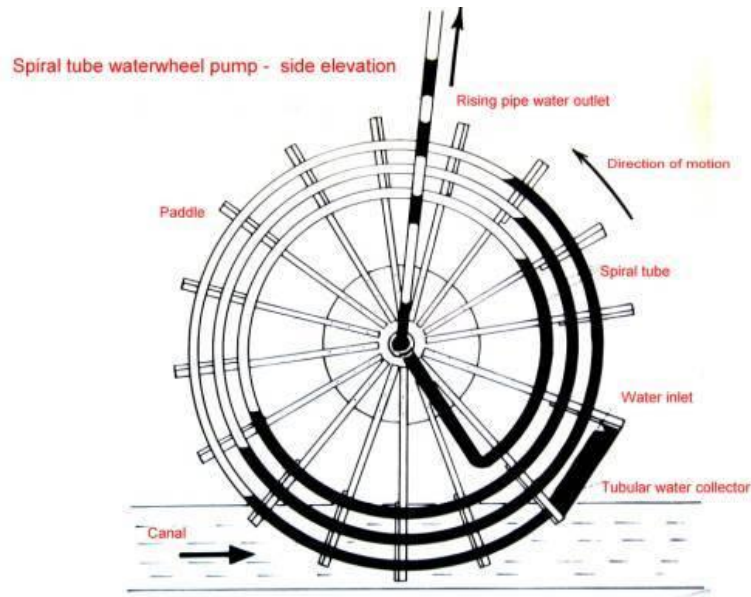 Spiral tube waterwheel pump - side elevation
Rising pipe water outlet
Direction of motion
Paddle
Spiral tube
Water inlet
Tubular water collector
Canal